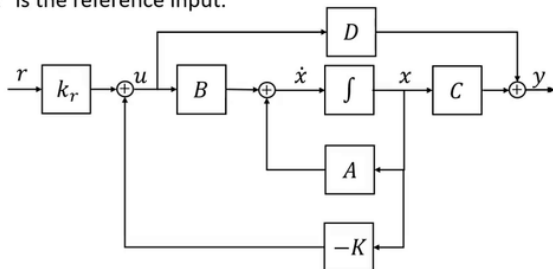 is the reference input.
D
r
k_r
u
B
ẋ
∫
x
C
y
A
−K